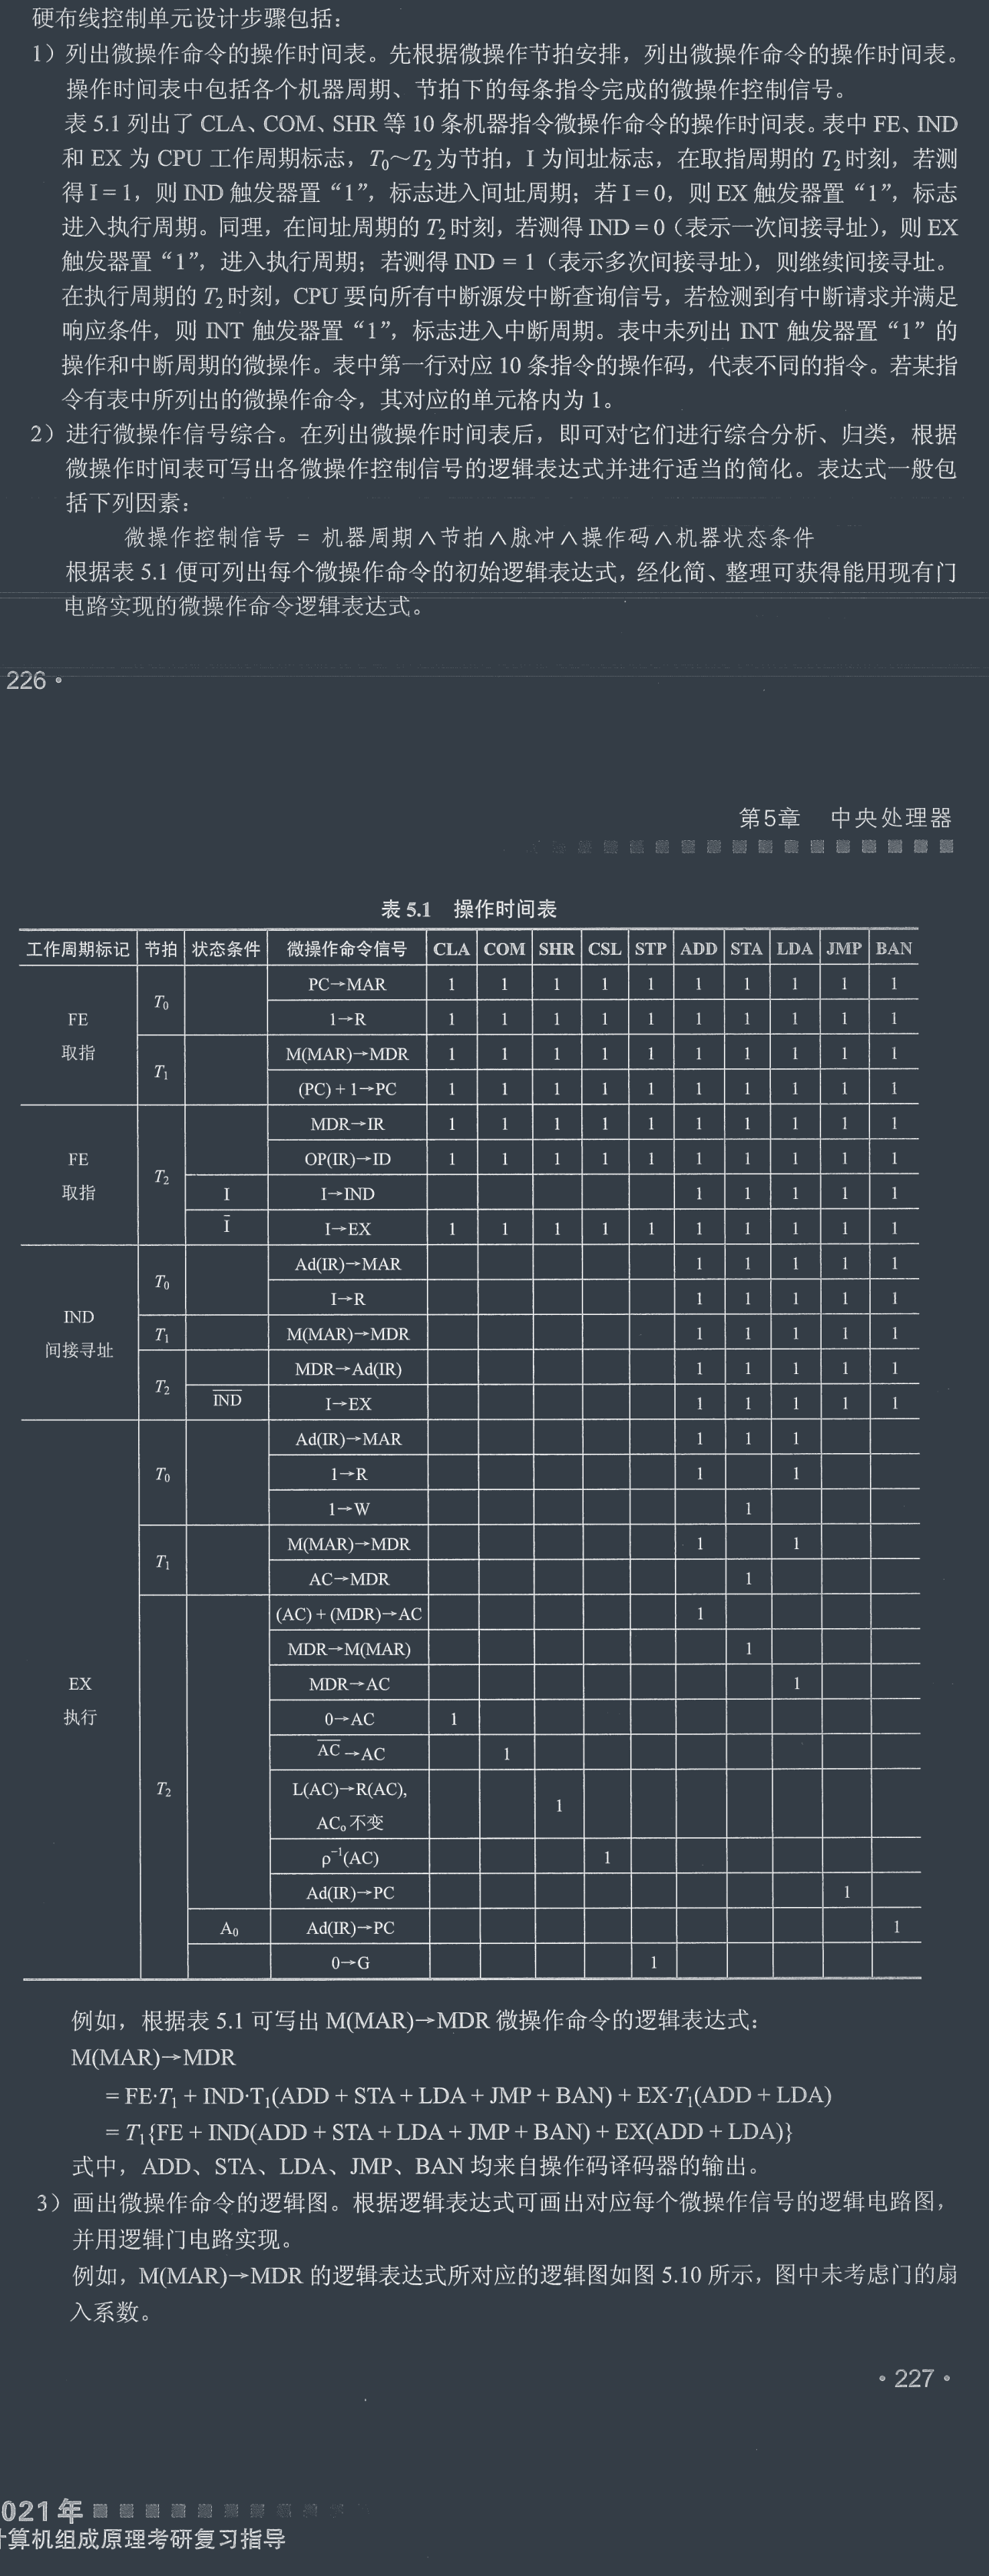 硬布线控制单元设计步骤包括：
1）列出微操作命令的操作时间表。先根据微操作节拍安排，列出微操作命令的操作时间表。
操作时间表中包括各个机器周期、节拍下的每条指令完成的微操作控制信号。
表 5.1 列出了 CLA、COM、SHR 等 10 条机器指令微操作命令的操作时间表。表中 FE、IND
和 EX 为 CPU 工作周期标志，T₀～T₂ 为节拍，I 为间址标志，在取指周期的 T₂ 时刻，若测
得 I = 1，则 IND 触发器置“1”，标志进入间址周期；若 I = 0，则 EX 触发器置“1”，标志
进入执行周期。同理，在间址周期的 T₂ 时刻，若测得 IND = 0（表示一次间接寻址），则 EX
触发器置“1”，进入执行周期；若测得 IND = 1（表示多次间接寻址），则继续间接寻址。
在执行周期的 T₂ 时刻，CPU 要向所有中断源发中断查询信号，若检测到有中断请求并满足
响应条件，则 INT 触发器置“1”，标志进入中断周期。表中未列出 INT 触发器置“1”的
操作和中断周期的微操作。表中第一行对应 10 条指令的操作码，代表不同的指令。若某指
令有表中所列出的微操作命令，其对应的单元格内为 1。
2）进行微操作信号综合。在列出微操作时间表后，即可对它们进行综合分析、归类，根据
微操作时间表可写出各微操作控制信号的逻辑表达式并进行适当的简化。表达式一般包
括下列因素：
微操作控制信号 = 机器周期∧节拍∧脉冲∧操作码∧机器状态条件
根据表 5.1 便可列出每个微操作命令的初始逻辑表达式，经化简、整理可获得能用现有门
电路实现的微操作命令逻辑表达式。
226 •
第5章 中央处理器
表 5.1 操作时间表
工作周期标记 节拍 状态条件 微操作命令信号 CLA COM SHR CSL STP ADD STA LDA JMP BAN
FE 取指 T₀ PC→MAR 1 1 1 1 1 1 1 1 1 1
1→R 1 1 1 1 1 1 1 1 1 1
T₁ M(MAR)→MDR 1 1 1 1 1 1 1 1 1 1
(PC) + 1→PC 1 1 1 1 1 1 1 1 1 1
FE 取指 T₂ MDR→IR 1 1 1 1 1 1 1 1 1 1
OP(IR)→ID 1 1 1 1 1 1 1 1 1 1
I I→IND 1 1 1 1 1
Ī I→EX 1 1 1 1 1 1 1 1 1 1
IND 间接寻址 T₀ Ad(IR)→MAR 1 1 1 1 1
I→R 1 1 1 1 1
T₁ M(MAR)→MDR 1 1 1 1 1
T₂ MDR→Ad(IR) 1 1 1 1 1
I̅N̅D̅ I→EX 1 1 1 1 1
EX 执行 T₀ Ad(IR)→MAR 1 1 1
1→R 1 1
1→W 1
T₁ M(MAR)→MDR 1 1
AC→MDR 1
T₂ (AC) + (MDR)→AC 1
MDR→M(MAR) 1
MDR→AC 1
0→AC 1
A̅C̅→AC 1
L(AC)→R(AC),
AC₀ 不变 1
ρ⁻¹(AC) 1
Ad(IR)→PC 1
A₀ Ad(IR)→PC 1
0→G 1
例如，根据表 5.1 可写出 M(MAR)→MDR 微操作命令的逻辑表达式：
M(MAR)→MDR
= FE·T₁ + IND·T₁(ADD + STA + LDA + JMP + BAN) + EX·T₁(ADD + LDA)
= T₁{FE + IND(ADD + STA + LDA + JMP + BAN) + EX(ADD + LDA)}
式中，ADD、STA、LDA、JMP、BAN 均来自操作码译码器的输出。
3）画出微操作命令的逻辑图。根据逻辑表达式可画出对应每个微操作信号的逻辑电路图，
并用逻辑门电路实现。
例如，M(MAR)→MDR 的逻辑表达式所对应的逻辑图如图 5.10 所示，图中未考虑门的扇
入系数。
• 227 •
021 年
计算机组成原理考研复习指导